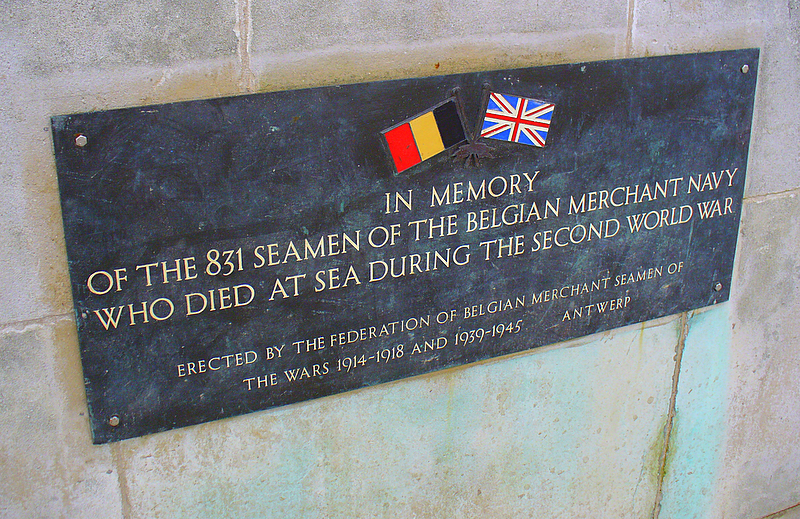 IN MEMORY
OF THE 831 SEAMEN OF THE BELGIAN MERCHANT NAVY
WHO DIED AT SEA DURING THE SECOND WORLD WAR
ERECTED BY THE FEDERATION OF BELGIAN MERCHANT SEAMEN OF
THE WARS 1914-1918 AND 1939-1945 ANTWERP